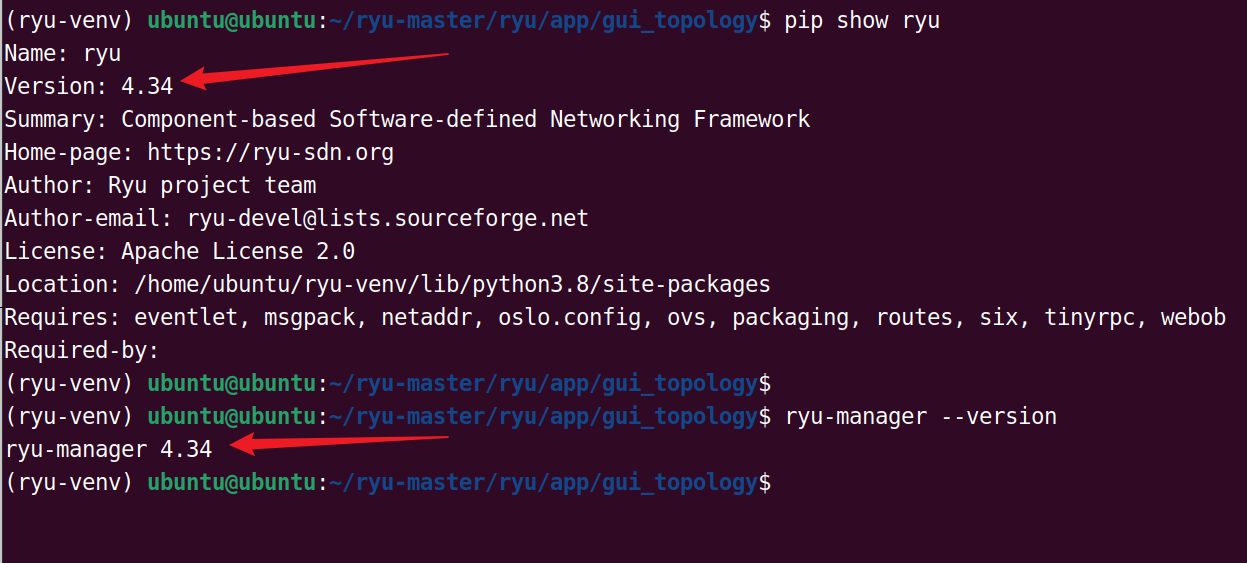 (ryu-venv) ubuntu@ubuntu:~/ryu-master/ryu/app/gui_topology$ pip show ryu
Name: ryu
Version: 4.34
Summary: Component-based Software-defined Networking Framework
Home-page: https://ryu-sdn.org
Author: Ryu project team
Author-email: ryu-devel@lists.sourceforge.net
License: Apache License 2.0
Location: /home/ubuntu/ryu-venv/lib/python3.8/site-packages
Requires: eventlet, msgpack, netaddr, oslo.config, ovs, packaging, routes, six, tinyrpc, webob
Required-by:
(ryu-venv) ubuntu@ubuntu:~/ryu-master/ryu/app/gui_topology$
(ryu-venv) ubuntu@ubuntu:~/ryu-master/ryu/app/gui_topology$ ryu-manager --version
ryu-manager 4.34
(ryu-venv) ubuntu@ubuntu:~/ryu-master/ryu/app/gui_topology$